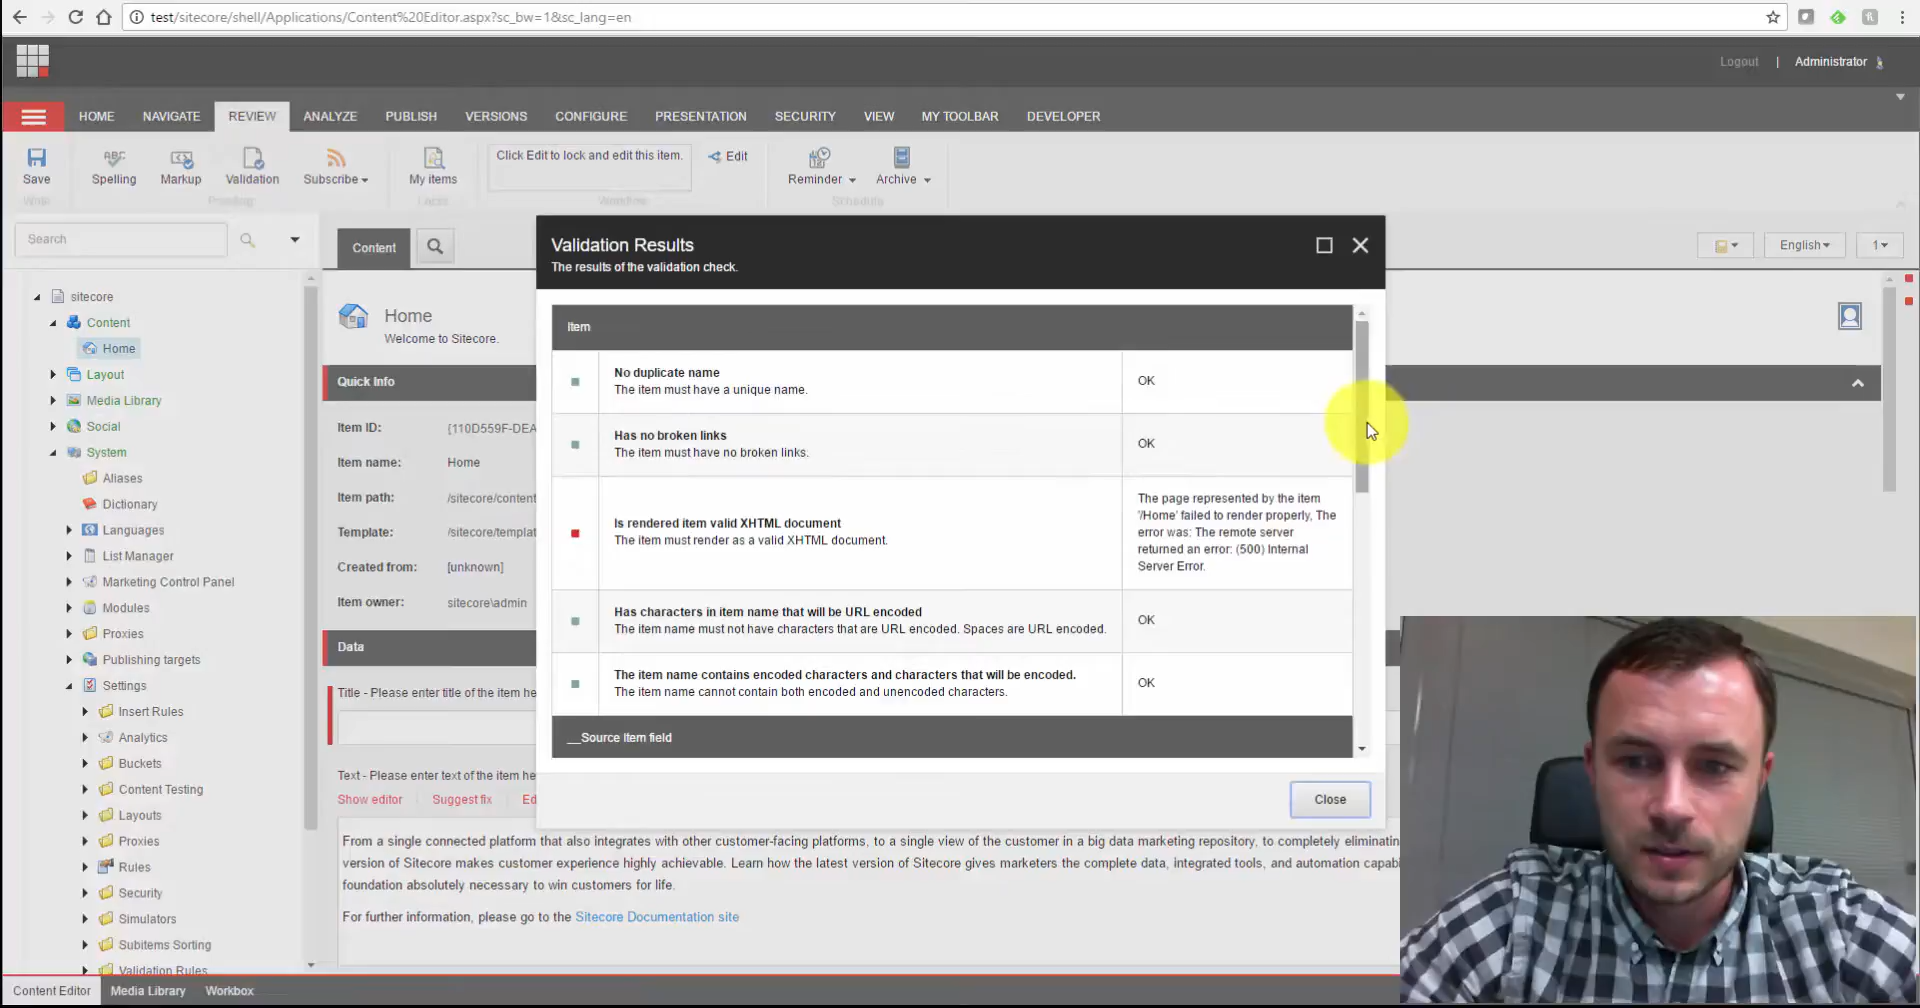 test/sitecore/shell/Applications/Content%20Editor.aspx?sc_bw=1&sc_lang=en
Logout | Administrator
HOME NAVIGATE REVIEW ANALYZE PUBLISH VERSIONS CONFIGURE PRESENTATION SECURITY VIEW MY TOOLBAR DEVELOPER
ABC
Click Edit to lock and edit this item. Edit
Save Spelling Markup Validation Subscribe My items Reminder Archive
Write Proofing Locks Workflow Schedule
Search
Content
English 1
Validation Results
The results of the validation check.
sitecore
Content
Home
Layout
Media Library
Social
System
Aliases
Dictionary
Languages
List Manager
Marketing Control Panel
Modules
Proxies
Publishing targets
Settings
Insert Rules
Analytics
Buckets
Content Testing
Layouts
Proxies
Rules
Security
Simulators
Subitems Sorting
Validation Rules
Home
Welcome to Sitecore.
Quick Info
Item ID: {110D559F-DEA
Item name: Home
Item path: /sitecore/content
Template: /sitecore/templat
Created from: [unknown]
Item owner: sitecore\admin
Data
Title - Please enter title of the item he
Text - Please enter text of the item he
Show editor Suggest fix Ed
From a single connected platform that also integrates with other customer-facing platforms, to a single view of the customer in a big data marketing repository, to completely eliminatin
version of Sitecore makes customer experience highly achievable. Learn how the latest version of Sitecore gives marketers the complete data, integrated tools, and automation capabi
foundation absolutely necessary to win customers for life.
For further information, please go to the Sitecore Documentation site
Item
No duplicate name
The item must have a unique name.
OK
Has no broken links
The item must have no broken links.
OK
Is rendered item valid XHTML document
The item must render as a valid XHTML document.
The page represented by the item
'/Home' failed to render properly, The
error was: The remote server
returned an error: (500) Internal
Server Error.
Has characters in item name that will be URL encoded
The item name must not have characters that are URL encoded. Spaces are URL encoded.
OK
The item name contains encoded characters and characters that will be encoded.
The item name cannot contain both encoded and unencoded characters.
OK
__Source Item field
Close
Content Editor Media Library Workbox